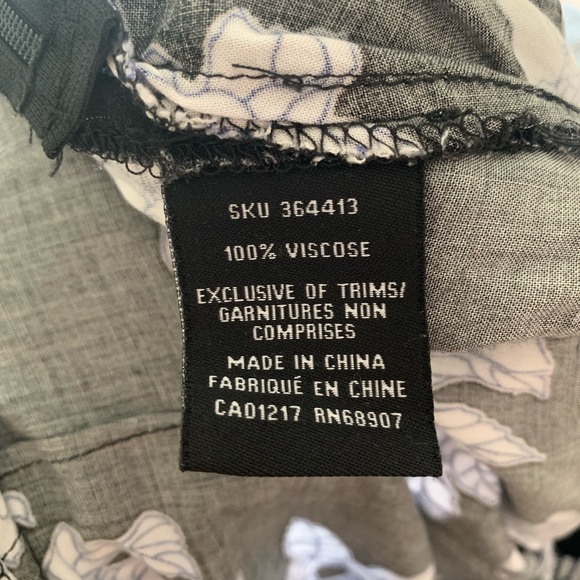 SKU 364413
100% VISCOSE
EXCLUSIVE OF TRIMS/
GARNITURES NON
COMPRISES
MADE IN CHINA
FABRIQUÉ EN CHINE
CA01217 RN68907